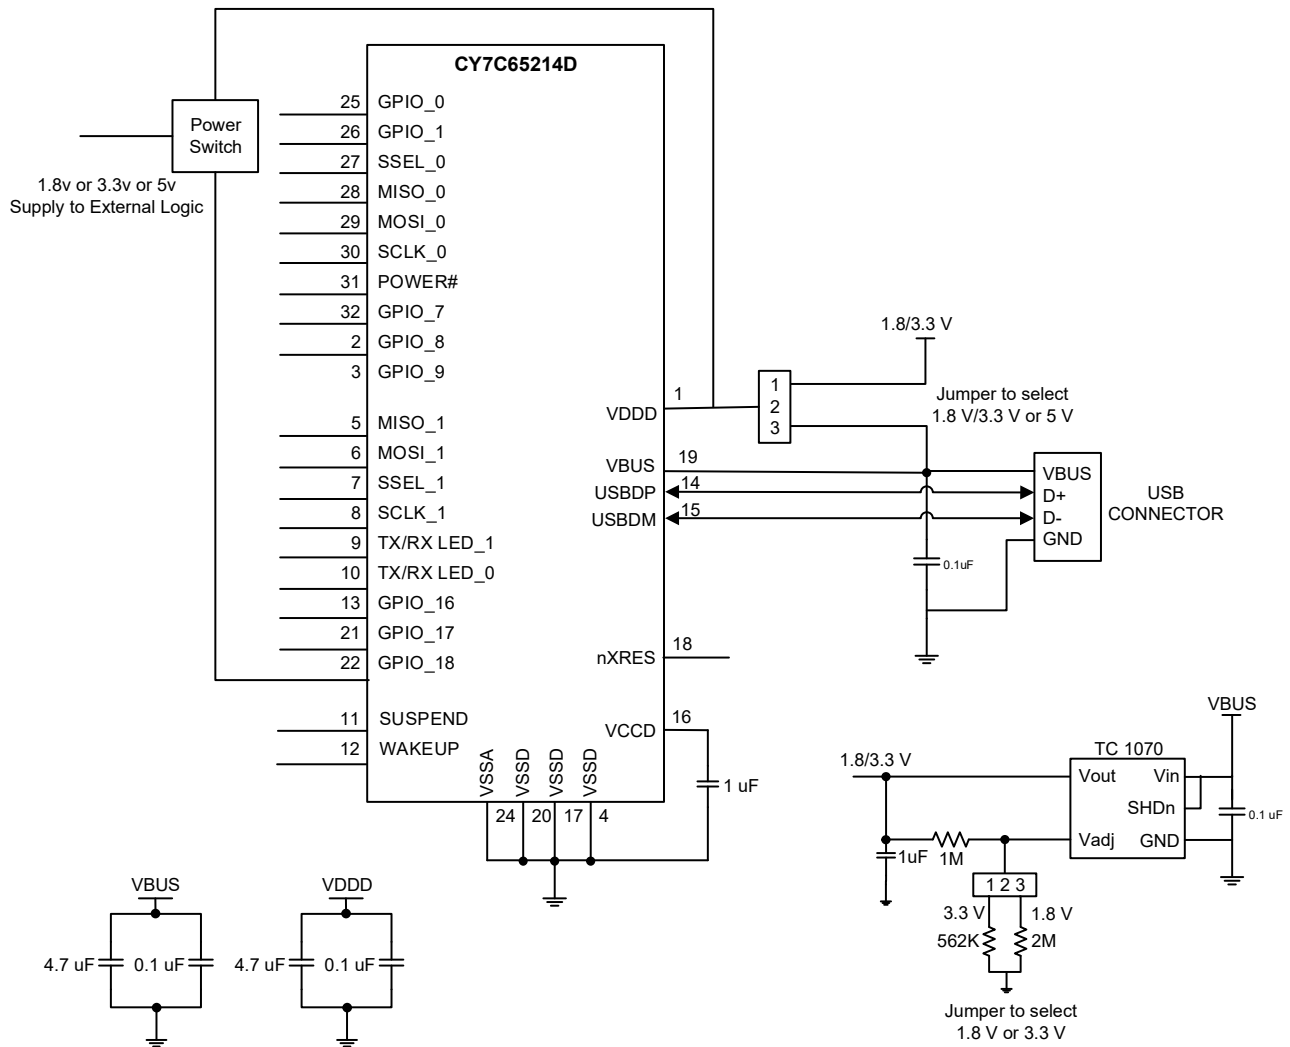 CY7C65214D
Power
Switch
1.8v or 3.3v or 5v
Supply to External Logic
25 GPIO_0
26 GPIO_1
27 SSEL_0
28 MISO_0
29 MOSI_0
30 SCLK_0
31 POWER#
32 GPIO_7
2 GPIO_8
3 GPIO_9
5 MISO_1
6 MOSI_1
7 SSEL_1
8 SCLK_1
9 TX/RX LED_1
10 TX/RX LED_0
13 GPIO_16
21 GPIO_17
22 GPIO_18
11 SUSPEND
12 WAKEUP
VSSA
VSSD
VSSD
VSSD
24 20 17 4
VDDD 1
VBUS 19
USBDP 14
USBDM 15
nXRES 18
VCCD 16
1 uF
1.8/3.3 V
1
2
3
Jumper to select
1.8 V/3.3 V or 5 V
VBUS
D+
D-
GND
USB
CONNECTOR
0.1uF
VBUS
1.8/3.3 V
TC 1070
Vout Vin
SHDn
Vadj GND
0.1 uF
1uF
1M
1 2 3
3.3 V 1.8 V
562K 2M
Jumper to select
1.8 V or 3.3 V
VBUS
4.7 uF 0.1 uF
VDDD
4.7 uF 0.1 uF